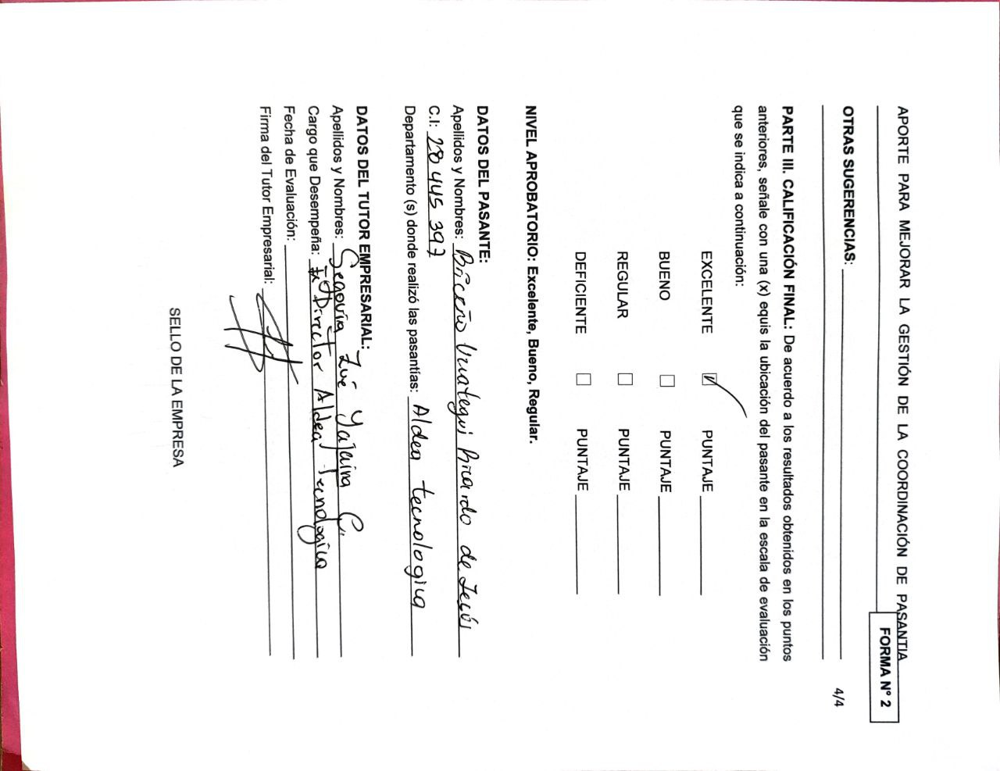 FORMA N° 2
4/4
APORTE PARA MEJORAR LA GESTIÓN DE LA COORDINACIÓN DE PASANTIA
OTRAS SUGERENCIAS:
PARTE III. CALIFICACIÓN FINAL: De acuerdo a los resultados obtenidos en los puntos
anteriores, señale con una (x) equis la ubicación del pasante en la escala de evaluación
que se indica a continuación:
EXCELENTE ☑ PUNTAJE
BUENO ☐ PUNTAJE
REGULAR ☐ PUNTAJE
DEFICIENTE ☐ PUNTAJE
NIVEL APROBATORIO: Excelente, Bueno, Regular.
DATOS DEL PASANTE:
Apellidos y Nombres: Briceño Uzcategui Ricardo de Jesús
C.I: 28 445 397
Departamento (s) donde realizó las pasantías: Aldea tecnologica
DATOS DEL TUTOR EMPRESARIAL:
Apellidos y Nombres: Segovia Yajaira C
Cargo que Desempeña: Director Aldea Tecnologica
Fecha de Evaluación:
Firma del Tutor Empresarial:
SELLO DE LA EMPRESA